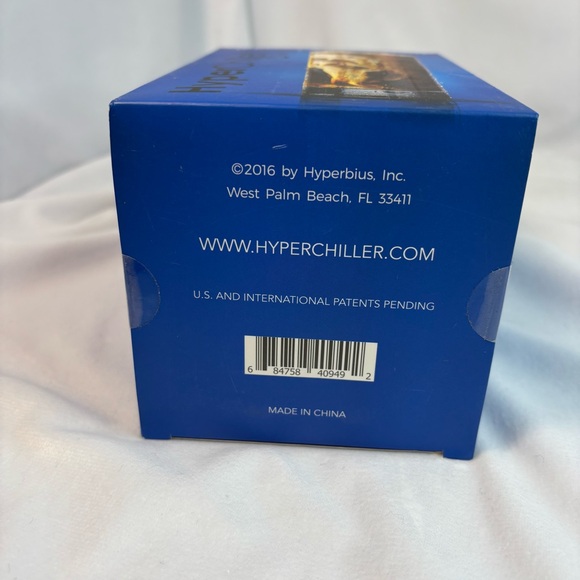 ©2016 by Hyperbius, Inc.
West Palm Beach, FL 33411
WWW.HYPERCHILLER.COM
U.S. AND INTERNATIONAL PATENTS PENDING
6 84758 40949 2
MADE IN CHINA